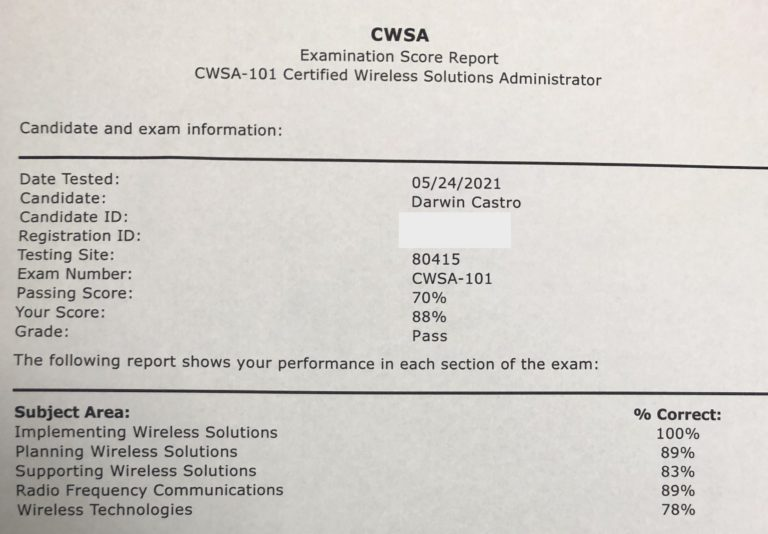 CWSA
Examination Score Report
CWSA-101 Certified Wireless Solutions Administrator
Candidate and exam information:
Date Tested: 05/24/2021
Candidate: Darwin Castro
Candidate ID:
Registration ID:
Testing Site: 80415
Exam Number: CWSA-101
Passing Score: 70%
Your Score: 88%
Grade: Pass
The following report shows your performance in each section of the exam:
Subject Area: % Correct:
Implementing Wireless Solutions 100%
Planning Wireless Solutions 89%
Supporting Wireless Solutions 83%
Radio Frequency Communications 89%
Wireless Technologies 78%